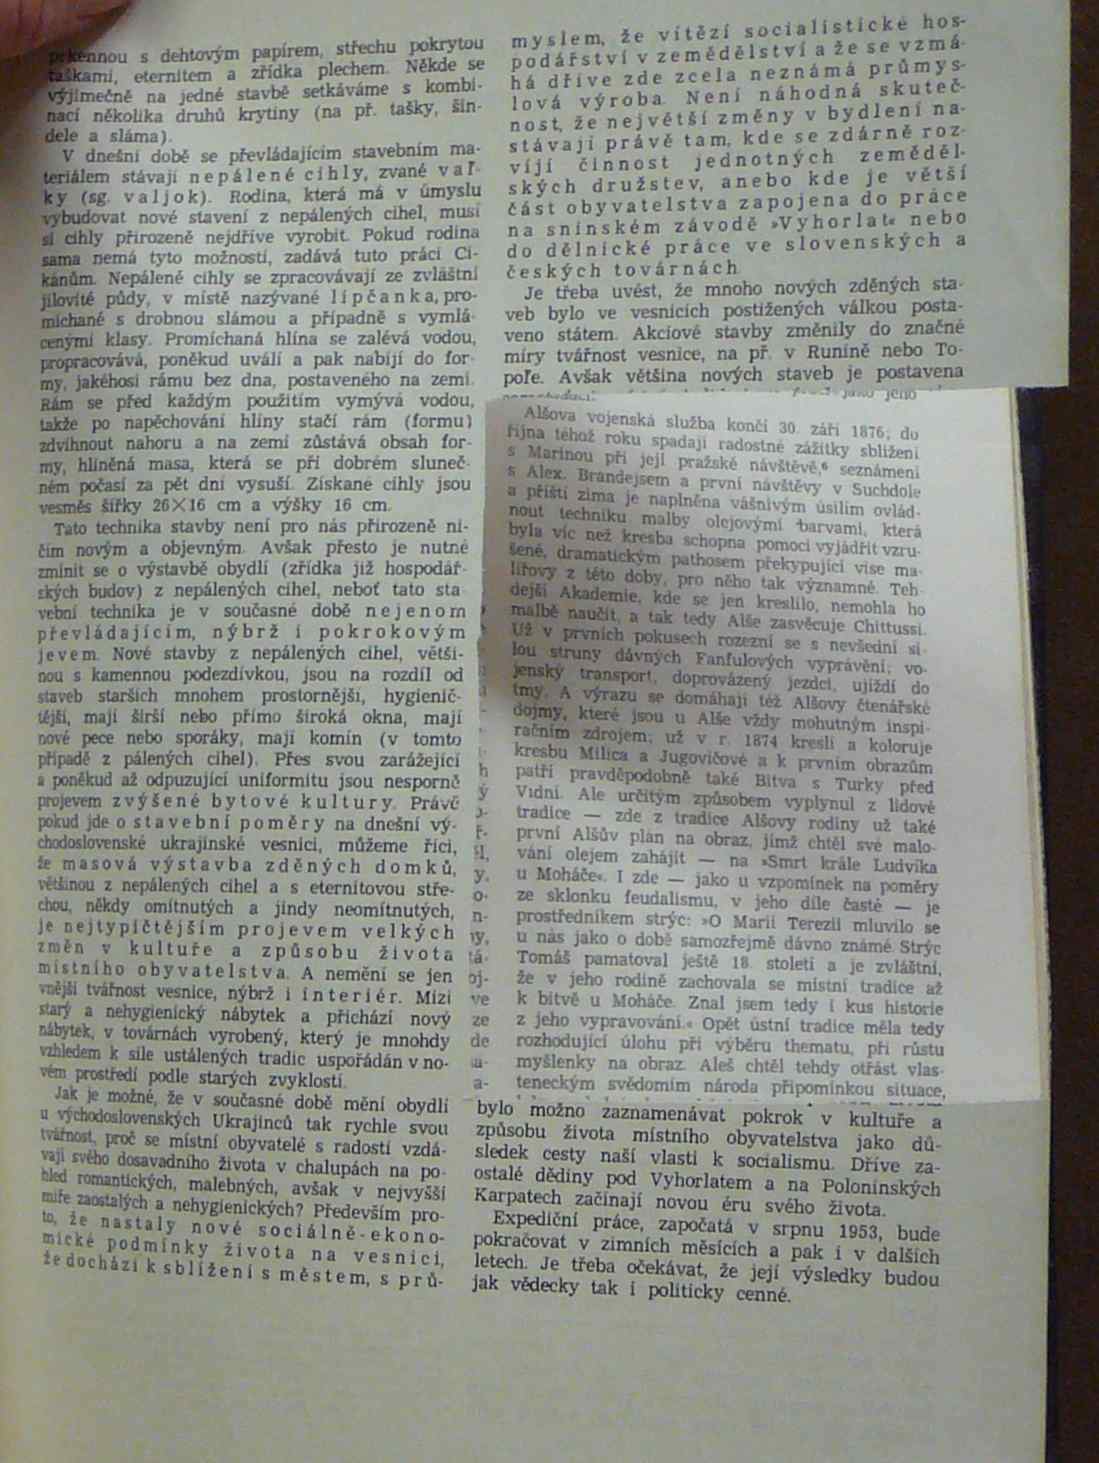 s dehtovým papírem, střechu pokrytou
taškami, eternitem a zřídka plechem. Někde se
výjimečně na jedné stavbě setkáváme s kombi-
nací několika druhů krytiny (na př. tašky, šin-
dele a sláma).
V dnešní době se převládajícím stavebním ma-
teriálem stávají nepálené cihly, zvané vaľ-
ky (sg. valjok). Rodina, která má v úmyslu
vybudovat nové stavení z nepálených cihel, musí
si cihly přirozeně nejdříve vyrobit. Pokud rodina
sama nemá tyto možnosti, zadává tuto práci Ci-
kánům. Nepálené cihly se zpracovávají ze zvláštní
jílovité půdy, v místě nazývané lipčanka, pro-
míchané s drobnou slámou a případně s vymlá-
cenými klasy. Promíchaná hlína se zalévá vodou,
propracovává, poněkud uválí a pak nabíjí do for-
my, jakéhosi rámu bez dna, postaveného na zemi.
Rám se před každým použitím vymývá vodou,
takže po napěchování hlíny stačí rám (formu)
zdvihnout nahoru a na zemi zůstává obsah for-
my, hliněná masa, která se při dobrém sluneč-
ném počasí za pět dní vysuší. Získané cihly jsou
vesměs šířky 26×16 cm a výšky 16 cm.
Tato technika stavby není pro nás přirozeně ni-
čím novým a objevným. Avšak přesto je nutné
zmínit se o výstavbě obydlí (zřídka již hospodář-
ských budov) z nepálených cihel, neboť tato sta-
vební technika je v současné době nejenom
převládajícím, nýbrž i pokrokovým
jevem. Nové stavby z nepálených cihel, větši-
nou s kamennou podezdívkou, jsou na rozdíl od
staveb starších mnohem prostornější, hygienič-
tější, mají širší nebo přímo široká okna, mají
nové pece nebo sporáky, mají komín (v tomto
případě z pálených cihel). Přes svou zarážející
a poněkud až odpuzující uniformitu jsou nesporně
projevem zvýšené bytové kultury. Právě
pokud jde o stavební poměry na dnešní vý-
chodoslovenské ukrajinské vesnici, můžeme říci,
že masová výstavba zděných domků,
většinou z nepálených cihel a s eternitovou stře-
chou, někdy omítnutých a jindy neomítnutých,
je nejtypičtějším projevem velkých
změn v kultuře a způsobu života
místního obyvatelstva. A nemění se jen
vnější tvářnost vesnice, nýbrž i interiér. Mizí
starý a nehygienický nábytek a přichází nový
nábytek, v továrnách vyrobený, který je mnohdy
vzhledem k síle ustálených tradic uspořádán v no-
vém prostředí podle starých zvyklostí.
Jak je možné, že v současné době mění obydlí
u východoslovenských Ukrajinců tak rychle svou
tvářnost, proč se místní obyvatelé s radostí vzdá-
vají svého dosavadního života v chalupách na po-
hled romantických, malebných, avšak v nejvyšší
míře zaostalých a nehygienických? Především pro-
to, že nastaly nové sociálně-ekono-
mické podmínky života na vesnici,
že dochází k sblížení s městem, s prů-
myslem, že vítězí socialistické hos-
podářství v zemědělství a že se vzmá-
há dříve zde zcela neznámá průmys-
lová výroba. Není náhodná skuteč-
nost, že největší změny v bydlení na-
stávají právě tam, kde se zdárně roz-
víjí činnost jednotných zeměděl-
ských družstev, anebo kde je větší
část obyvatelstva zapojena do práce
na sninském závodě »Vyhorlat« nebo
do dělnické práce ve slovenských a
českých továrnách.
Je třeba uvést, že mnoho nových zděných sta-
veb bylo ve vesnicích postižených válkou posta-
veno státem. Akciové stavby změnily do značné
míry tvářnost vesnice, na př. v Runině nebo To-
poľe. Avšak většina nových staveb je postavena
jako jeho
Alšova vojenská služba končí 30. září 1876; do
října téhož roku spadají radostné zážitky sblížení
s Marinou při její pražské návštěvě,⁶ seznámení
s Alex. Brandejsem a první návštěvy v Suchdole
a příští zima je naplněna vášnivým úsilím ovlád-
nout techniku malby olejovými barvami, která
byla víc než kresba schopna pomoci vyjádřit vzru-
šené, dramatickým pathosem překypující vise ma-
lířovy z této doby, pro něho tak významné. Teh-
dejší Akademie, kde se jen kreslilo, nemohla ho
malbě naučit, a tak tedy Alše zasvěcuje Chittussi.
Už v prvních pokusech rozezní se s nevšední si-
lou struny dávných Fanfulových vyprávění; vo-
jenský transport, doprovázený jezdci, ujíždí do
tmy. A výrazu se domáhají též Alšovy čtenářské
dojmy, které jsou u Alše vždy mohutným inspi-
račním zdrojem; už v r. 1874 kreslí a koloruje
kresbu Milica a Jugovičové a k prvním obrazům
patří pravděpodobně také Bitva s Turky před
Vídní. Ale určitým způsobem vyplynul z lidové
tradice — zde z tradice Alšovy rodiny už také
první Alšův plán na obraz, jímž chtěl své malo-
vání olejem zahájit — na »Smrt krále Ludvíka
u Moháče«. I zde — jako u vzpomínek na poměry
ze sklonku feudalismu, v jeho díle časté — je
prostředníkem strýc: »O Marii Terezii mluvilo se
u nás jako o době samozřejmě dávno známé. Strýc
Tomáš pamatoval ještě 18. století a je zvláštní,
že v jeho rodině zachovala se místní tradice až
k bitvě u Moháče. Znal jsem tedy i kus historie
z jeho vypravování.« Opět ústní tradice měla tedy
rozhodující úlohu při výběru thematu, při růstu
myšlenky na obraz. Aleš chtěl tehdy otřást vlas-
teneckým svědomím národa připomínkou situace,
bylo možno zaznamenávat pokrok v kultuře a
způsobu života místního obyvatelstva jako dů-
sledek cesty naší vlasti k socialismu. Dříve za-
ostalé dědiny pod Vyhorlatem a na Poloninských
Karpatech začínají novou éru svého života.
Expediční práce, započatá v srpnu 1953, bude
pokračovat v zimních měsících a pak i v dalších
letech. Je třeba očekávat, že její výsledky budou
jak vědecky tak i politicky cenné.